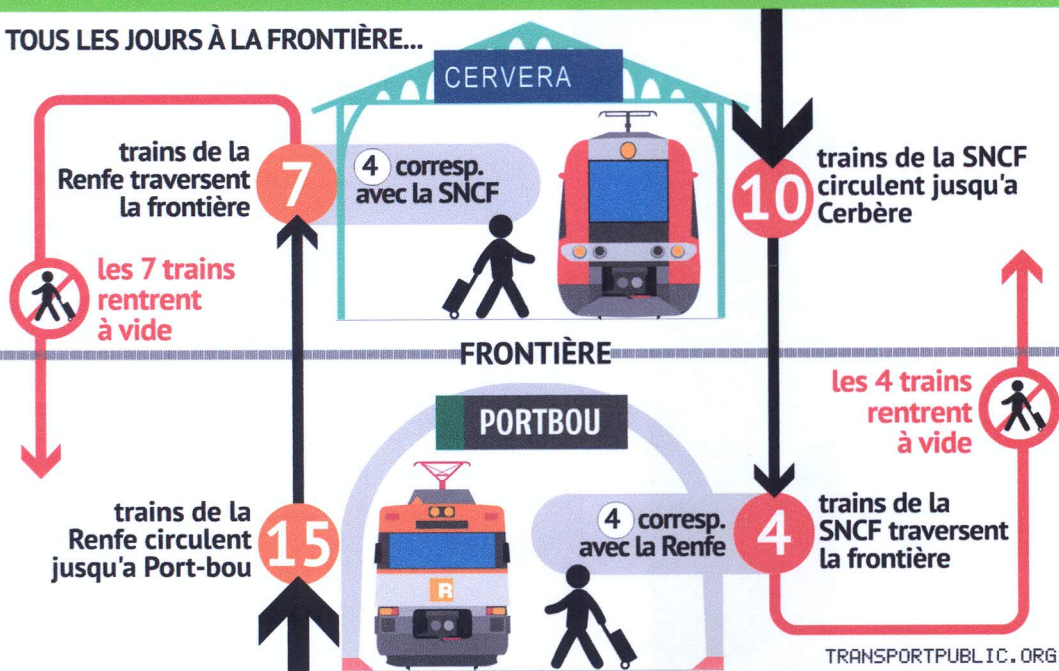 TOUS LES JOURS À LA FRONTIÈRE...
CERVERA
trains de la
Renfe traversent
la frontière
7
4 corresp.
avec la SNCF
10
trains de la SNCF
circulent jusqu'a
Cerbère
les 7 trains
rentrent
à vide
FRONTIÈRE
les 4 trains
rentrent
à vide
PORTBOU
trains de la
Renfe circulent
jusqu'a Port-bou
15
R
4 corresp.
avec la Renfe
4
trains de la
SNCF traversent
la frontière
TRANSPORTPUBLIC.ORG